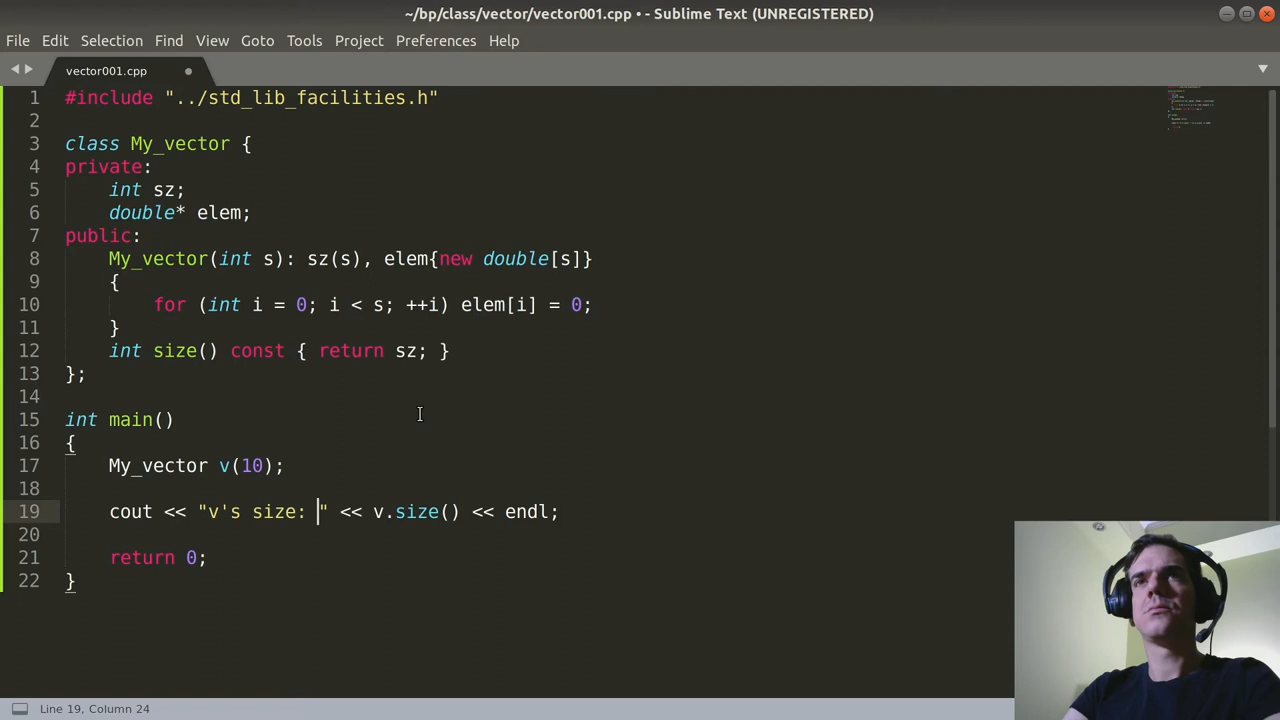 ~/bp/class/vector/vector001.cpp • - Sublime Text (UNREGISTERED)
File Edit Selection Find View Goto Tools Project Preferences Help
vector001.cpp
1 #include "../std_lib_facilities.h"
2
3 class My_vector {
4 private:
5 int sz;
6 double* elem;
7 public:
8 My_vector(int s): sz(s), elem{new double[s]}
9 {
10 for (int i = 0; i < s; ++i) elem[i] = 0;
11 }
12 int size() const { return sz; }
13 };
14
15 int main()
16 {
17 My_vector v(10);
18
19 cout << "v's size: " << v.size() << endl;
20
21 return 0;
22 }
Line 19, Column 24